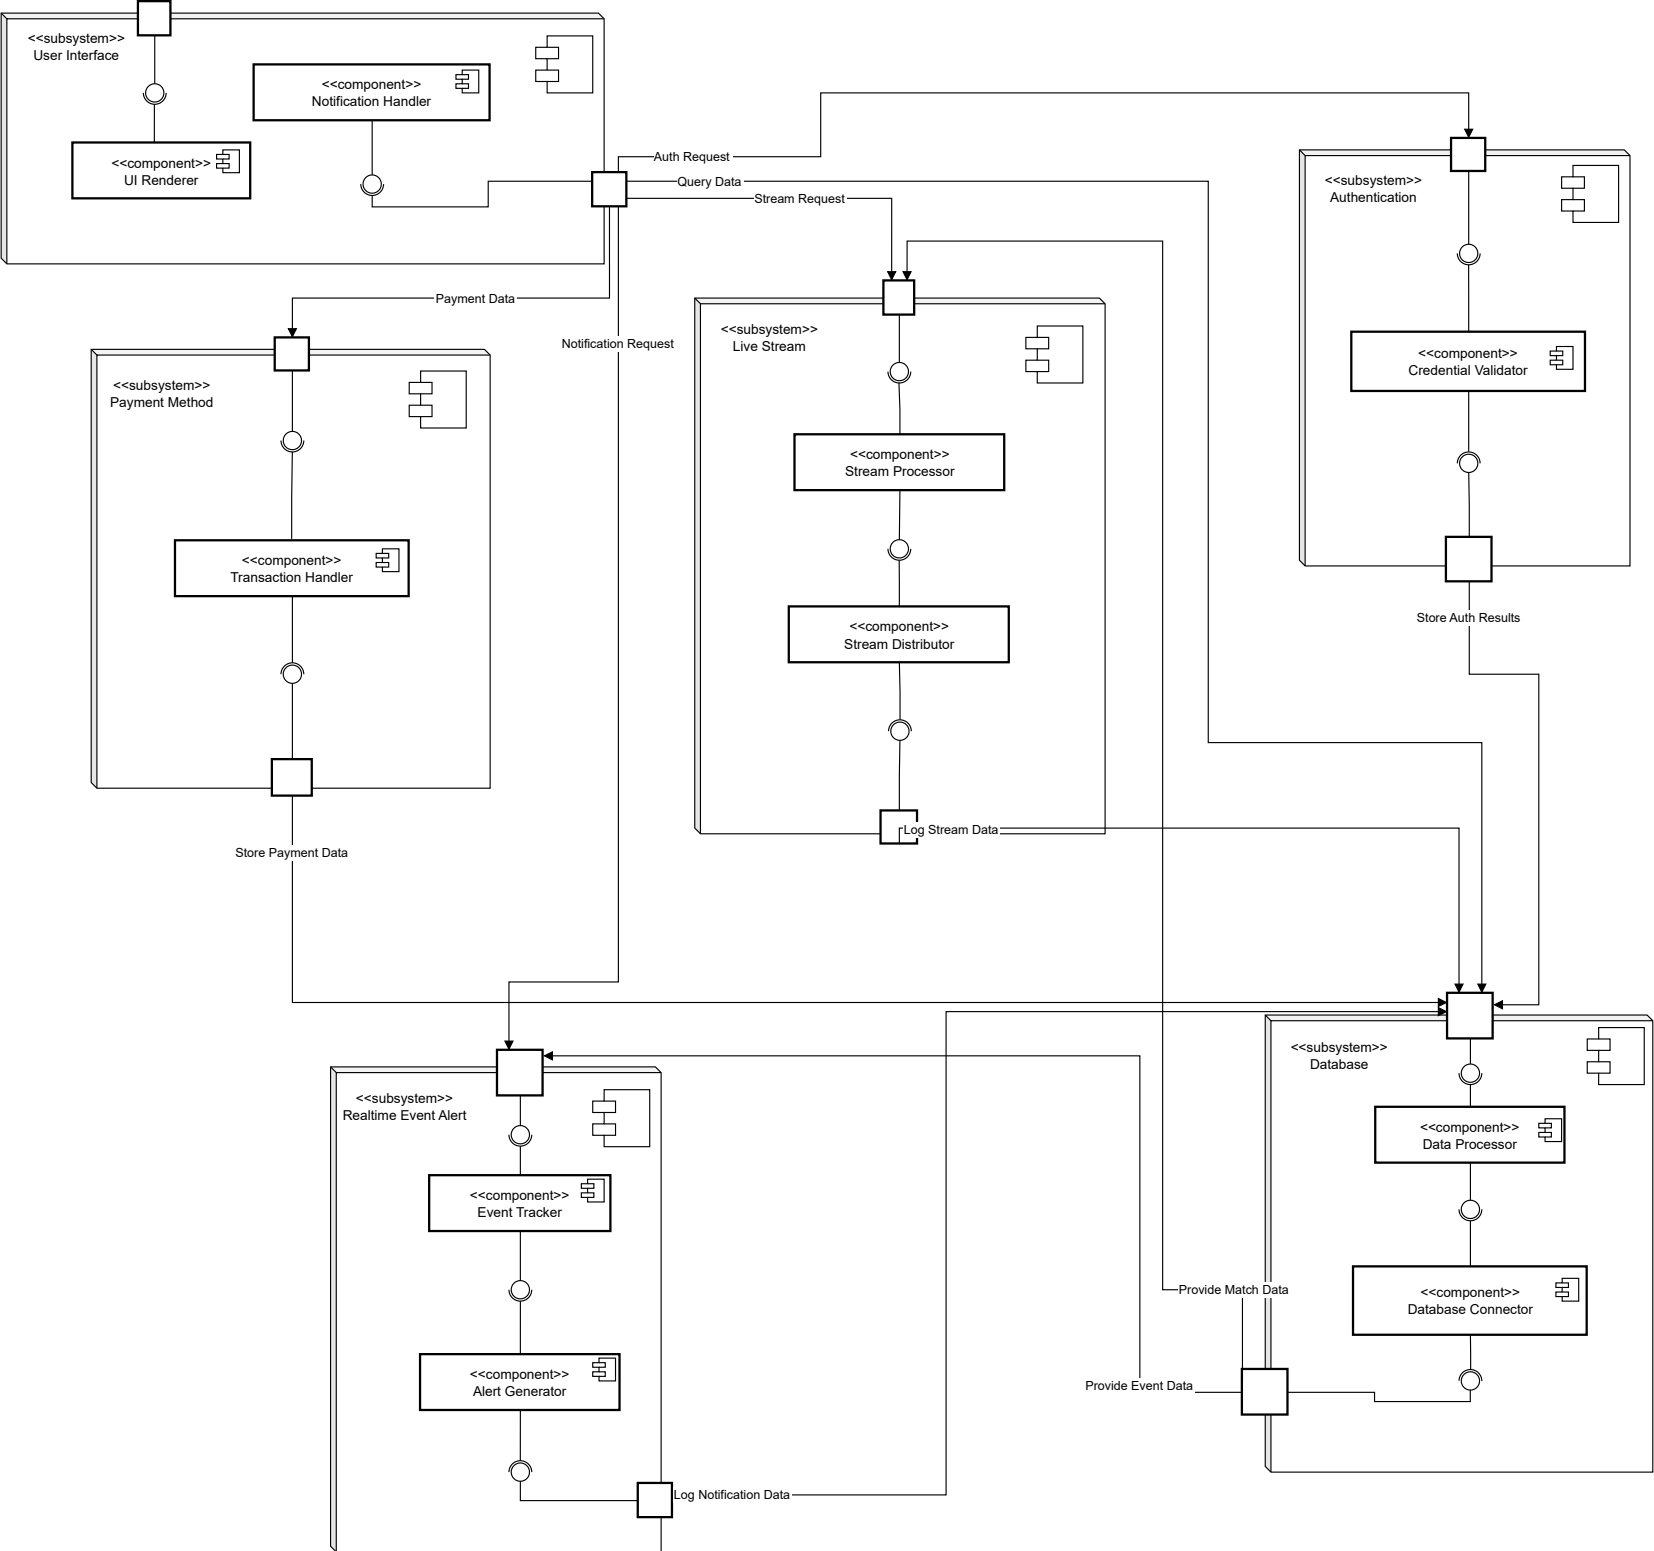 <<subsystem>>
User Interface
<<component>>
Notification Handler
<<component>>
UI Renderer
Auth Request
Query Data
Stream Request
<<subsystem>>
Authentication
Payment Data
Notification Request
<<subsystem>>
Live Stream
<<component>>
Credential Validator
<<subsystem>>
Payment Method
<<component>>
Stream Processor
<<component>>
Transaction Handler
<<component>>
Stream Distributor
Store Auth Results
Log Stream Data
Store Payment Data
<<subsystem>>
Database
<<subsystem>>
Realtime Event Alert
<<component>>
Data Processor
<<component>>
Event Tracker
Provide Match Data
<<component>>
Database Connector
<<component>>
Alert Generator
Provide Event Data
Log Notification Data